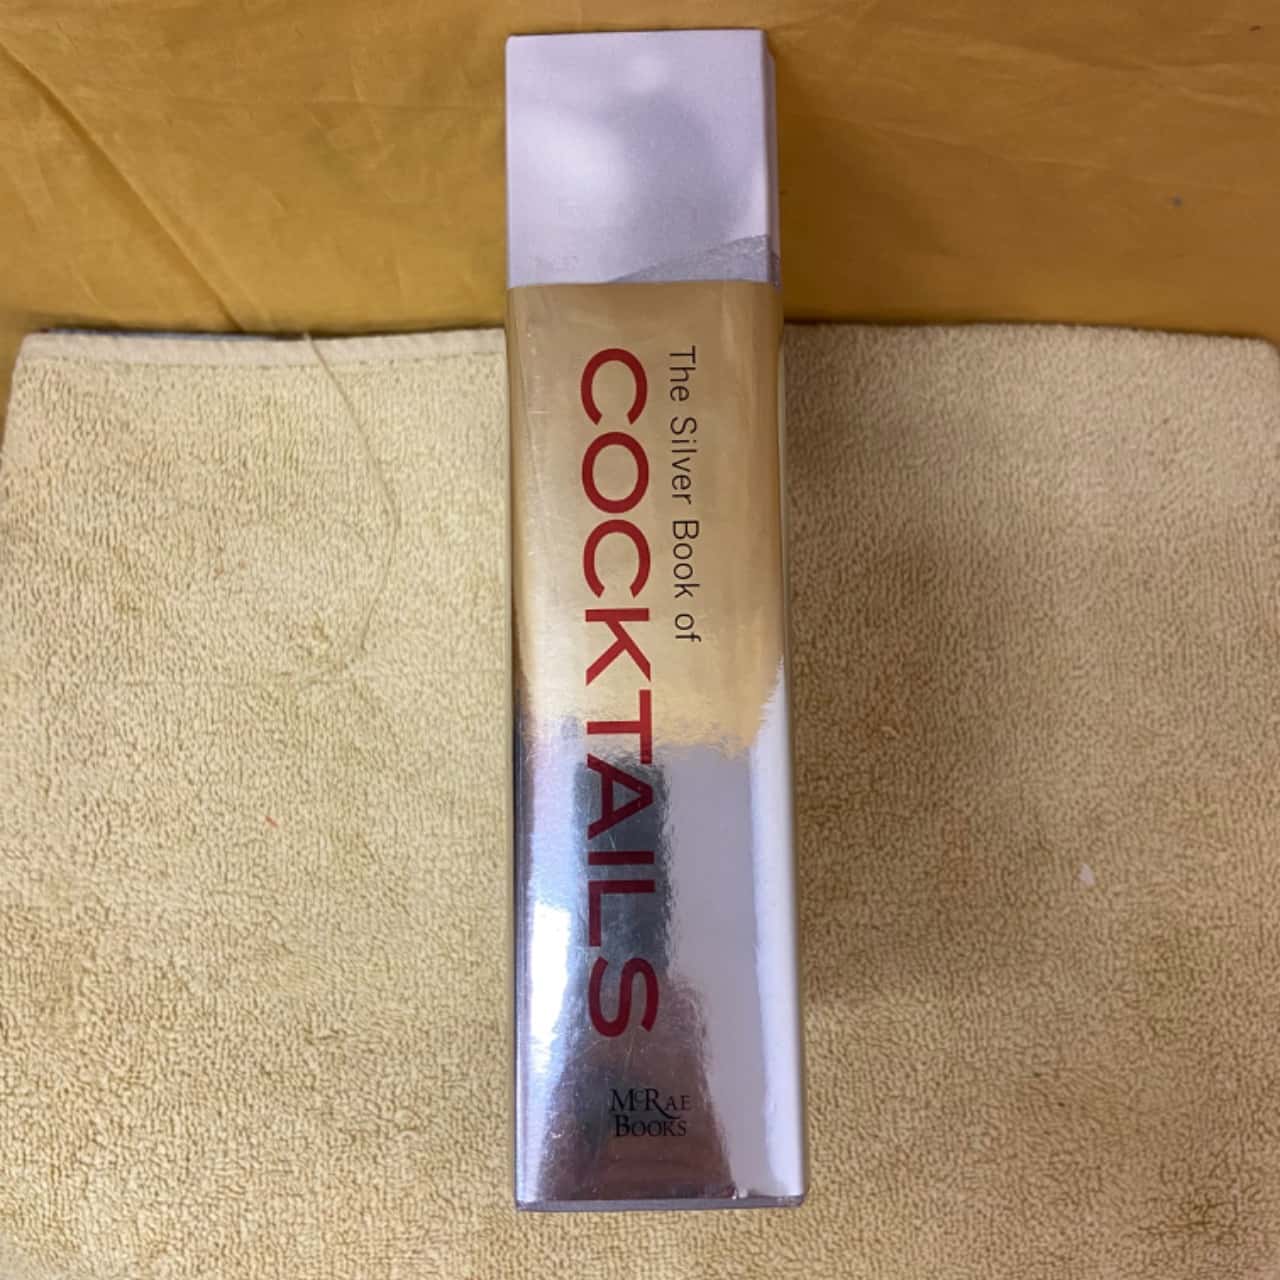 The Silver Book of
COCKTAILS
McRAE
BOOKS